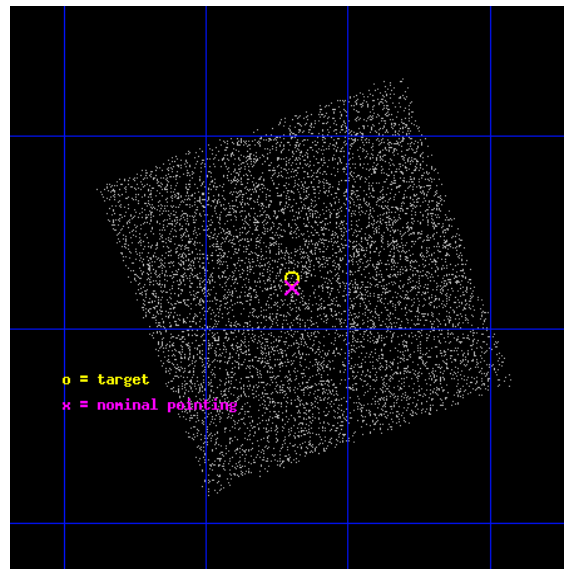 o = target
x = nominal pointing